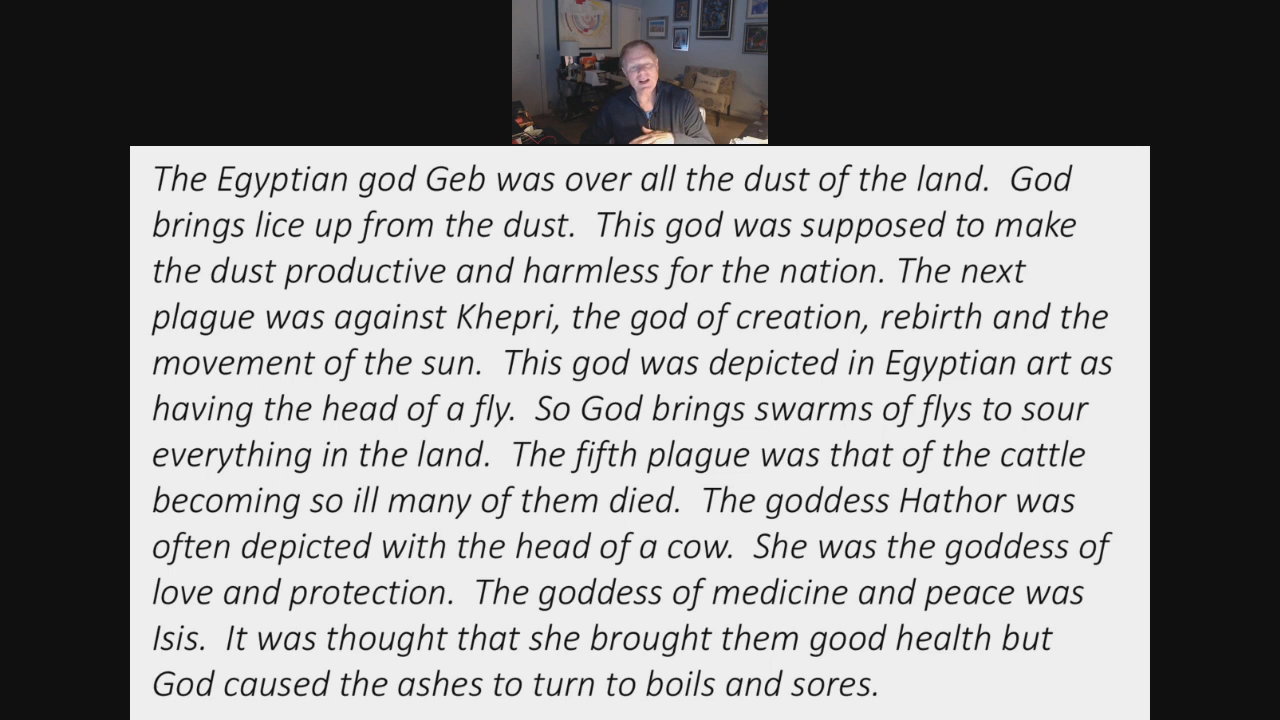 The Egyptian god Geb was over all the dust of the land.  God
brings lice up from the dust.  This god was supposed to make
the dust productive and harmless for the nation. The next
plague was against Khepri, the god of creation, rebirth and the
movement of the sun.  This god was depicted in Egyptian art as
having the head of a fly.  So God brings swarms of flys to sour
everything in the land.  The fifth plague was that of the cattle
becoming so ill many of them died.  The goddess Hathor was
often depicted with the head of a cow.  She was the goddess of
love and protection.  The goddess of medicine and peace was
Isis.  It was thought that she brought them good health but
God caused the ashes to turn to boils and sores.